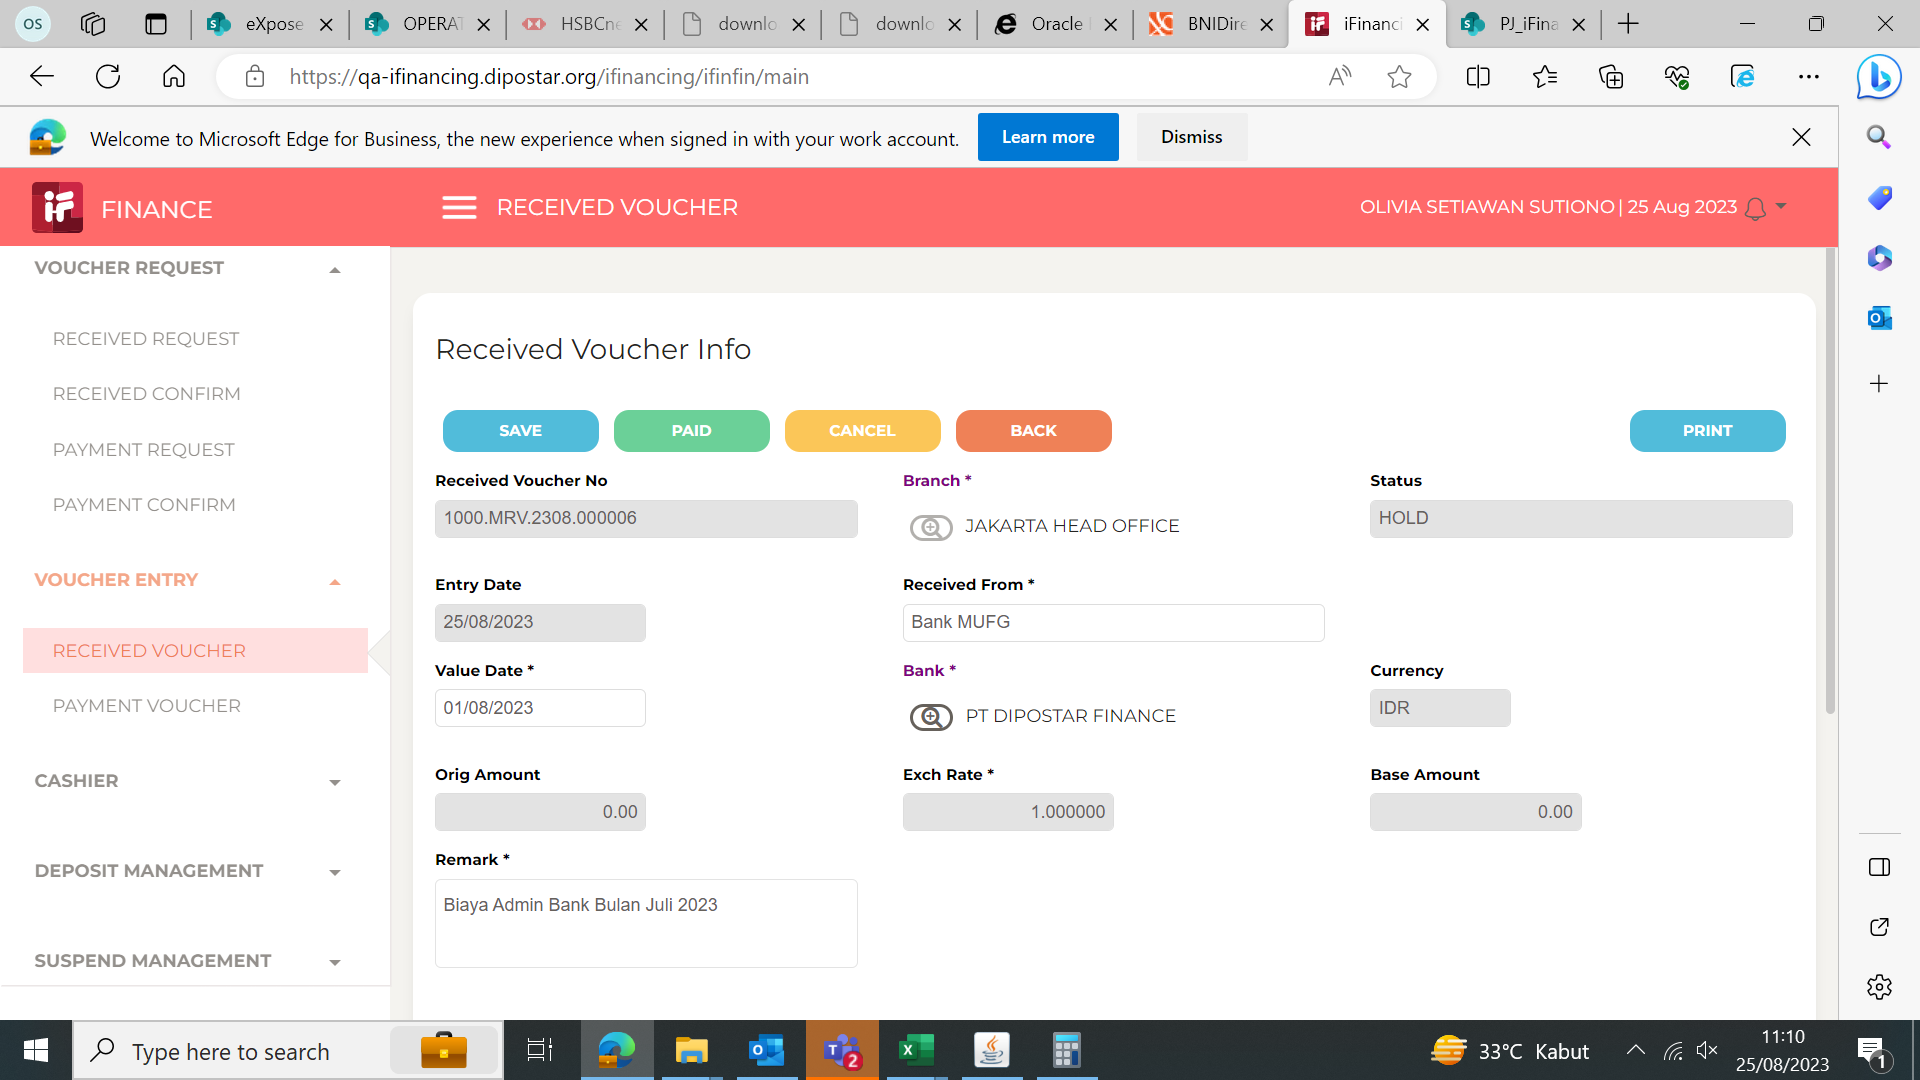 OS
eXpose
OPERAT
HSBCne
downlo
downlo
Oracle
BNIDire
iFinanci
PJ_iFina
https://qa-ifinancing.dipostar.org/ifinancing/ifinfin/main
Welcome to Microsoft Edge for Business, the new experience when signed in with your work account.
Learn more
Dismiss
iF FINANCE
RECEIVED VOUCHER
OLIVIA SETIAWAN SUTIONO | 25 Aug 2023
VOUCHER REQUEST
RECEIVED REQUEST
RECEIVED CONFIRM
PAYMENT REQUEST
PAYMENT CONFIRM
VOUCHER ENTRY
RECEIVED VOUCHER
PAYMENT VOUCHER
CASHIER
DEPOSIT MANAGEMENT
SUSPEND MANAGEMENT
Received Voucher Info
SAVE
PAID
CANCEL
BACK
PRINT
Received Voucher No
Branch *
Status
1000.MRV.2308.000006
JAKARTA HEAD OFFICE
HOLD
Entry Date
Received From *
25/08/2023
Bank MUFG
Value Date *
Bank *
Currency
01/08/2023
PT DIPOSTAR FINANCE
IDR
Orig Amount
Exch Rate *
Base Amount
0.00
1.000000
0.00
Remark *
Biaya Admin Bank Bulan Juli 2023
Type here to search
2
33°C Kabut
11:10
25/08/2023
1